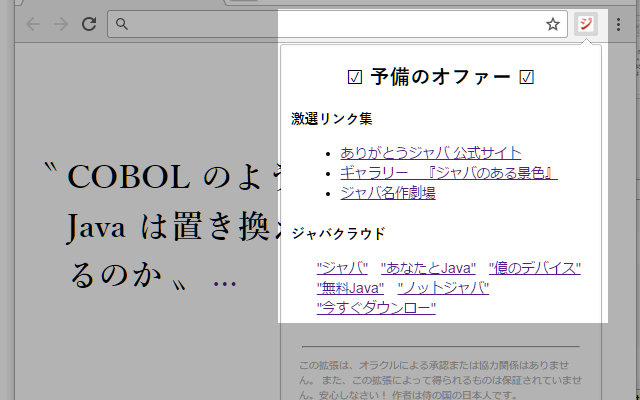 ジ
☑ 予備のオファー ☑
激選リンク集
ありがとうジャバ 公式サイト
ギャラリー 『ジャバのある景色』
ジャバ名作劇場
ジャバクラウド
"ジャバ" "あなたとJava" "億のデバイス"
"無料Java" "ノットジャバ"
"今すぐダウンロー"
この拡張は、オラクルによる承認または協力関係はありませ
ん。 また、この拡張によって得られるものは保証されていませ
ん。安心しなさい！ 作者は侍の国の日本人です。
〝 COBOL のよう
Java は置き換え
るのか 〟 ...